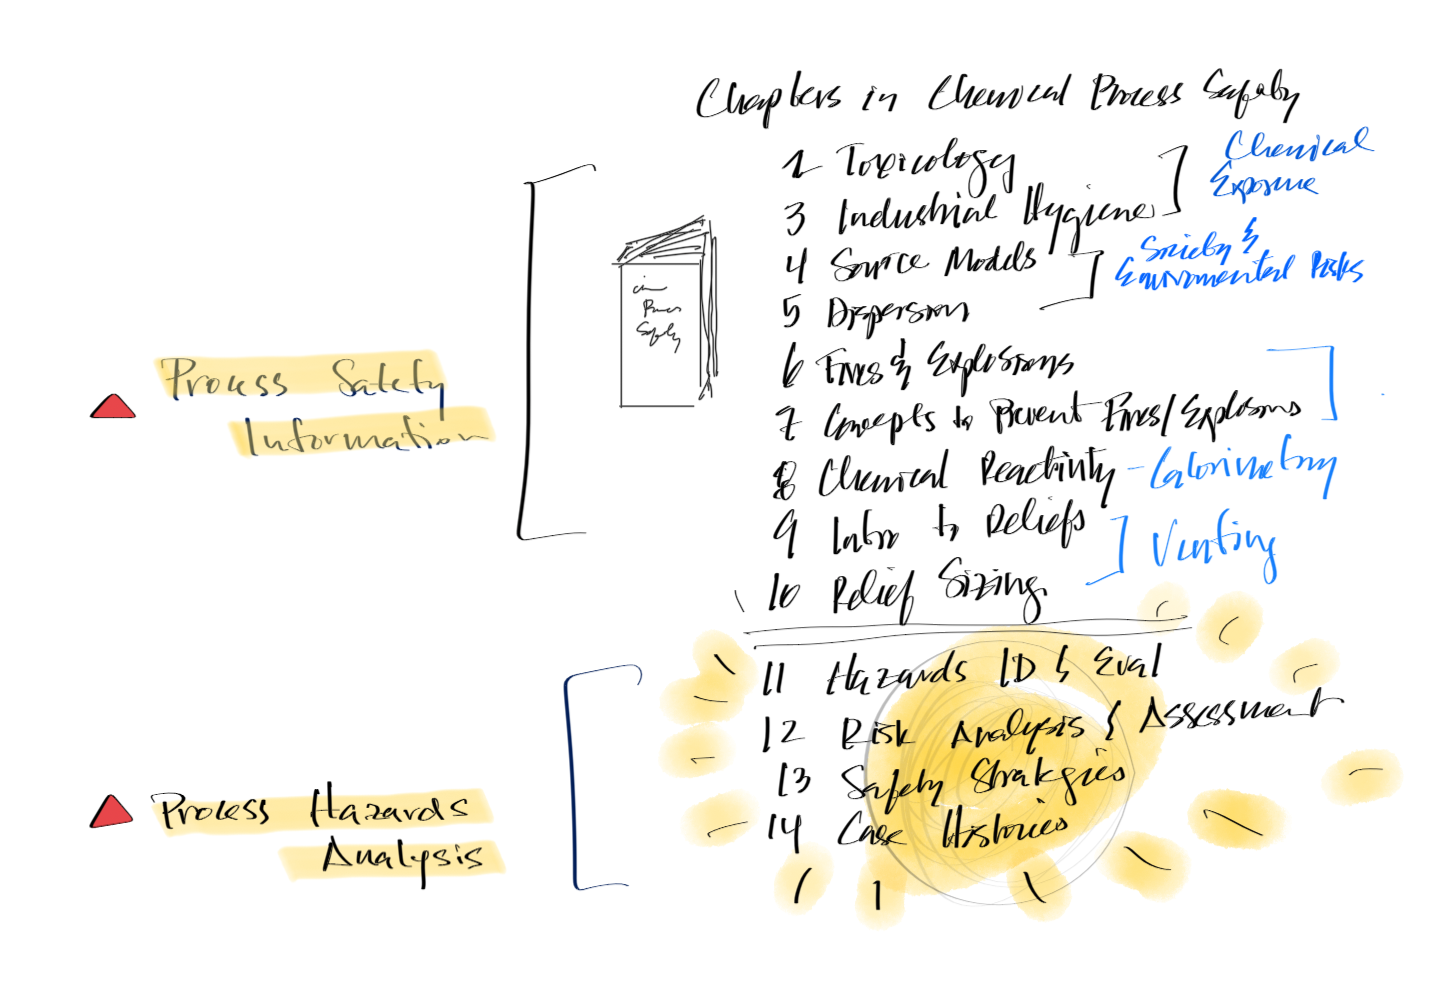 Chapters in Chemical Process Safety
2 Toxicology
3 Industrial Hygiene
Chemical
Exposure
4 Source Models
5 Dispersion
Society &
Environmental Risks
6 Fires & Explosions
7 Concepts to Prevent Fires/Explosions
8 Chemical Reactivity - Calorimetry
9 Intro to Reliefs
10 Relief Sizing
Venting
11 Hazards ID & Eval
12 Risk Analysis & Assessment
13 Safety Strategies
14 Case Histories
Process Safety
Information
Process Hazards
Analysis
Process
Safety